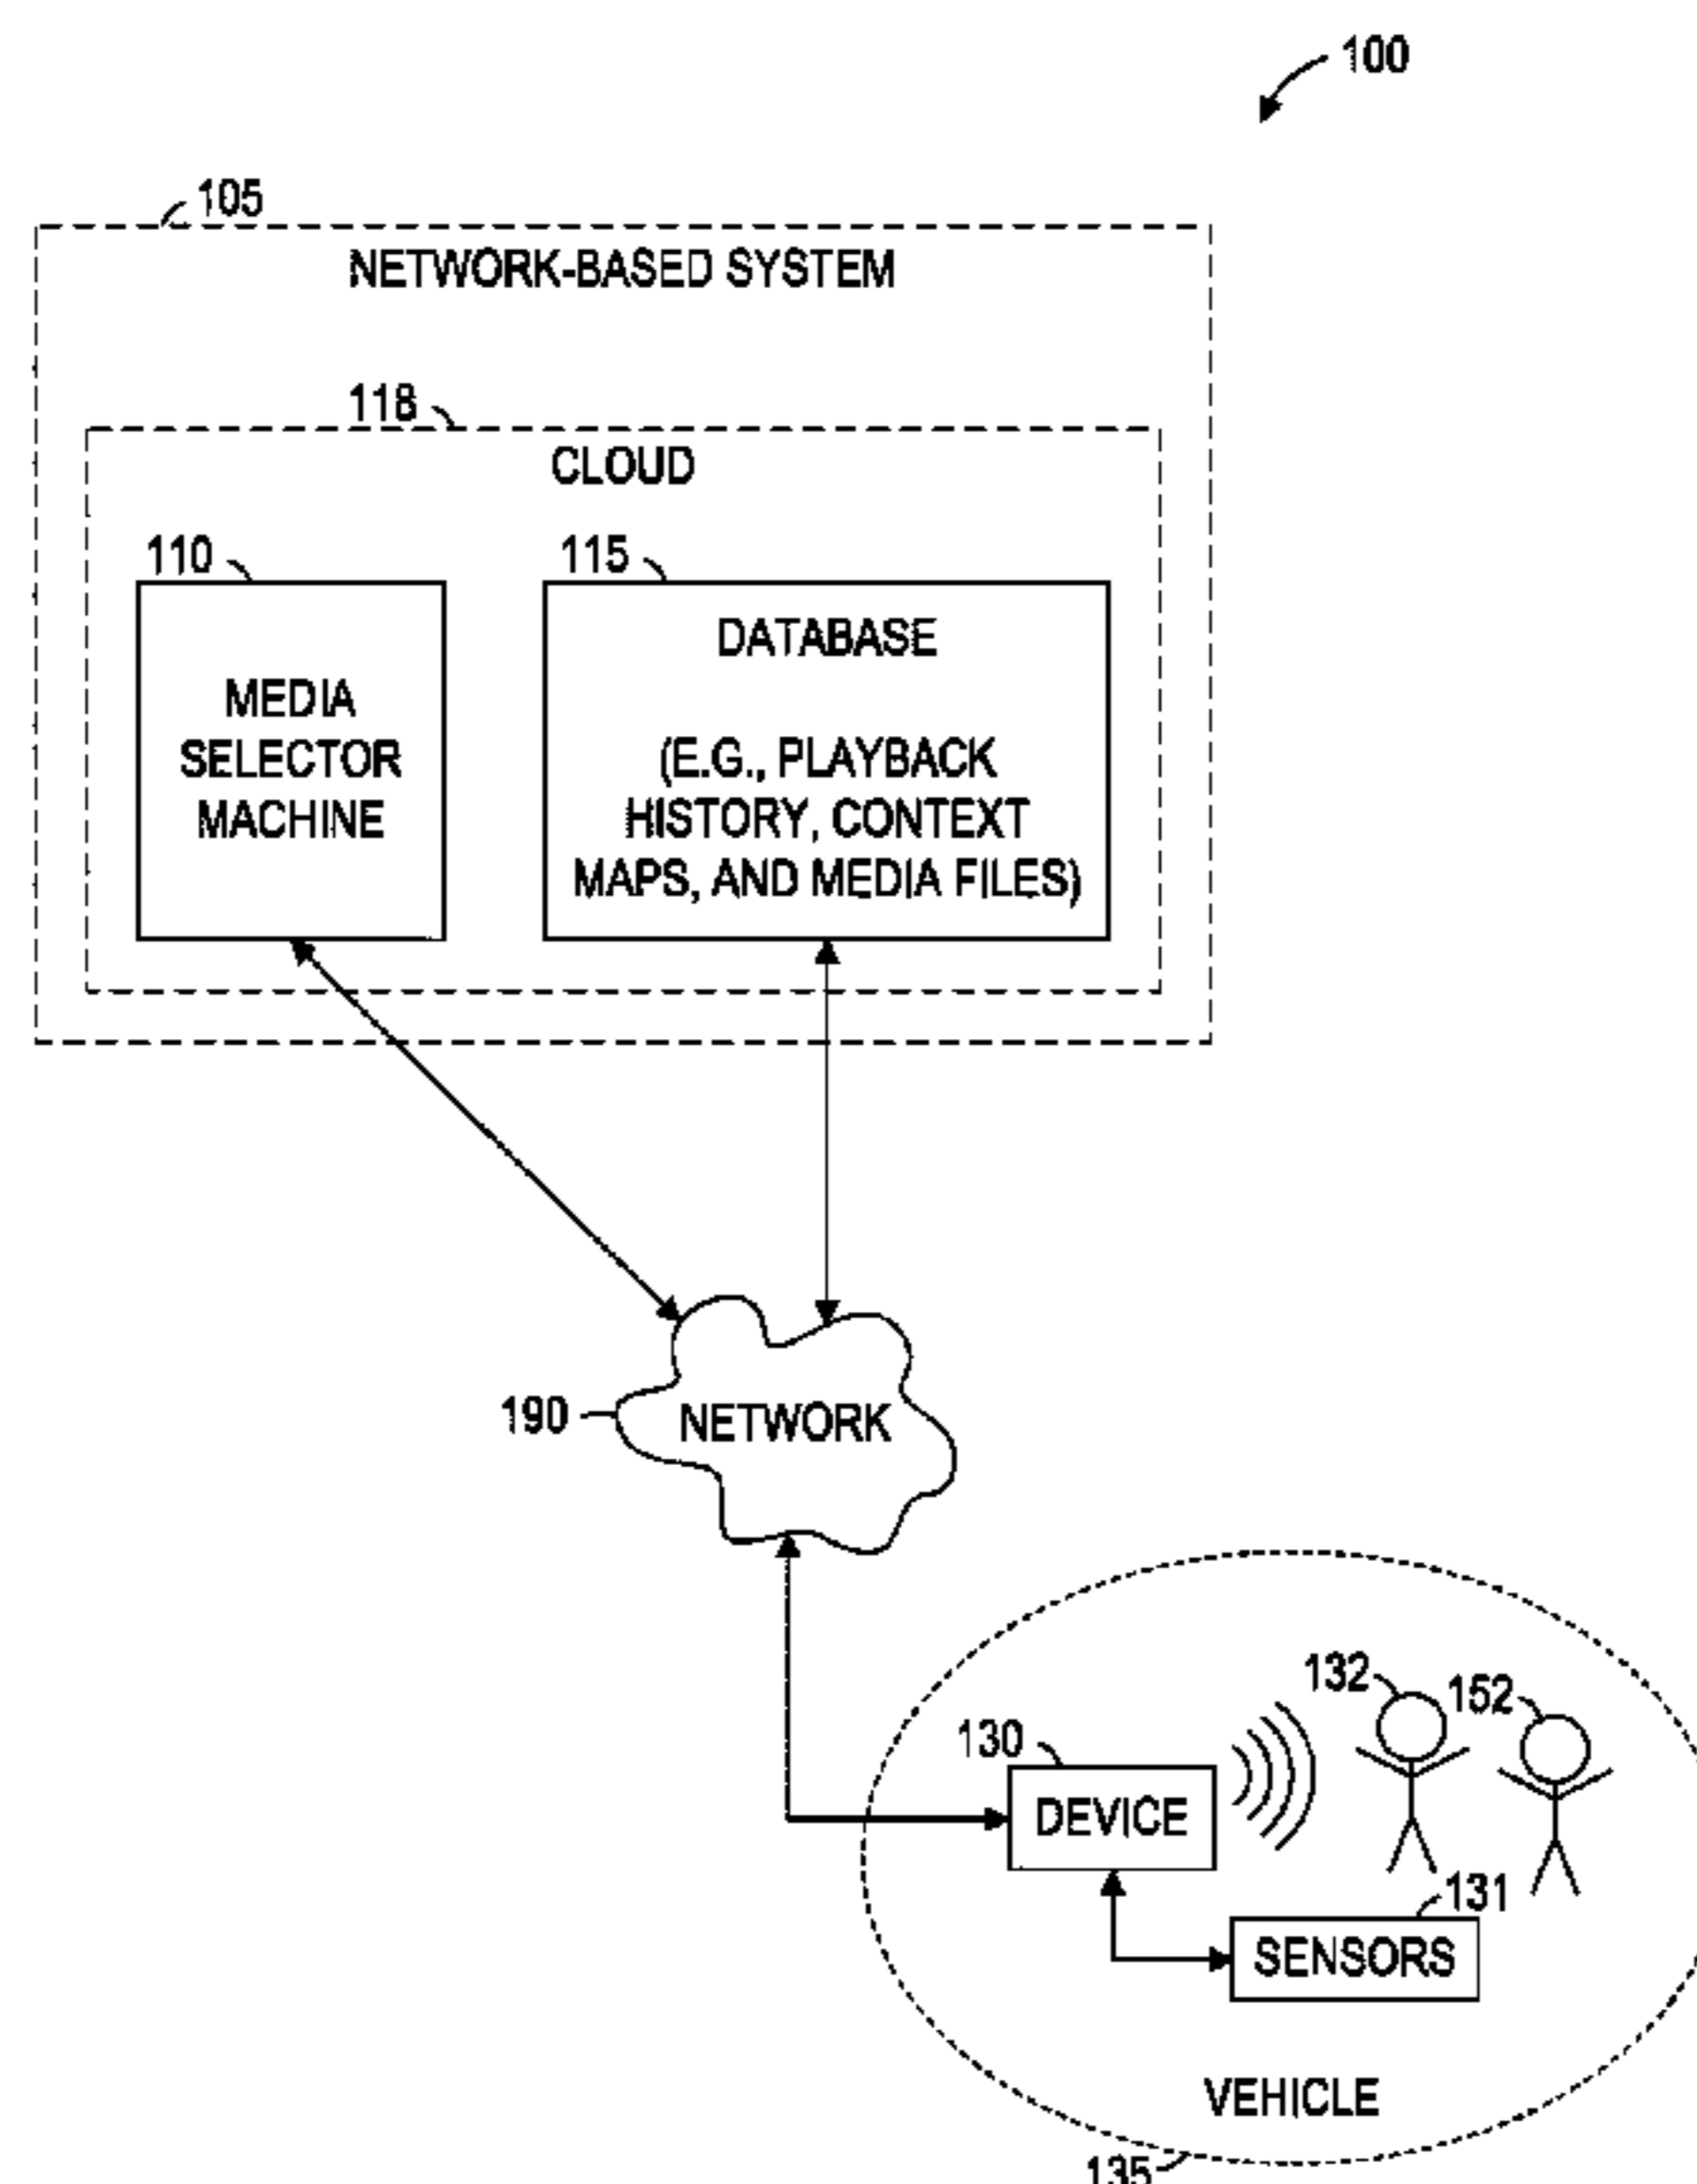 100
105
NETWORK-BASED SYSTEM
118
CLOUD
110
115
MEDIA
SELECTOR
MACHINE
DATABASE
(E.G., PLAYBACK
HISTORY, CONTEXT
MAPS, AND MEDIA FILES)
190
NETWORK
132
152
130
DEVICE
131
SENSORS
VEHICLE
135